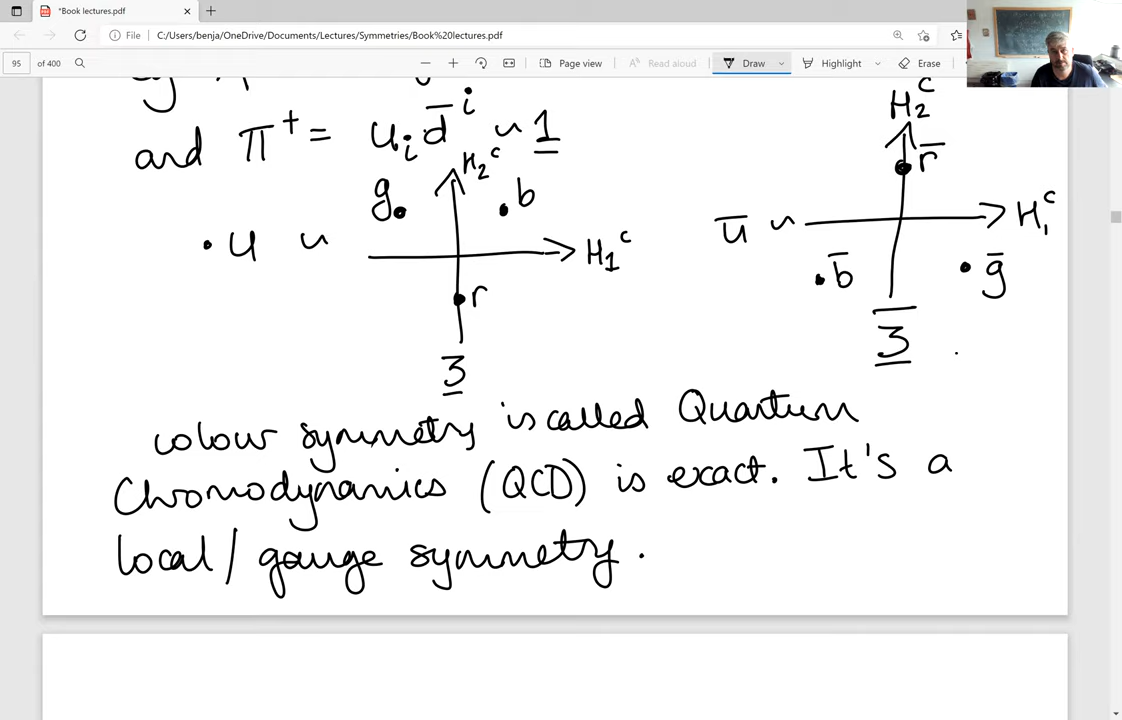 *Book lectures.pdf
File C:/Users/benja/OneDrive/Documents/Lectures/Symmetries/Book%20lectures.pdf
95 of 400 Page view Read aloud Draw Highlight Erase
and π⁺ = u_i d̄^i ~ 1
H₂ᶜ
g b
u ~ H₁ᶜ
r
3
H₂ᶜ
r̄
ū ~ H₁ᶜ
b̄ ḡ
3̄
colour symmetry is called Quantum
Chromodynamics (QCD) is exact. It's a
local/gauge symmetry.